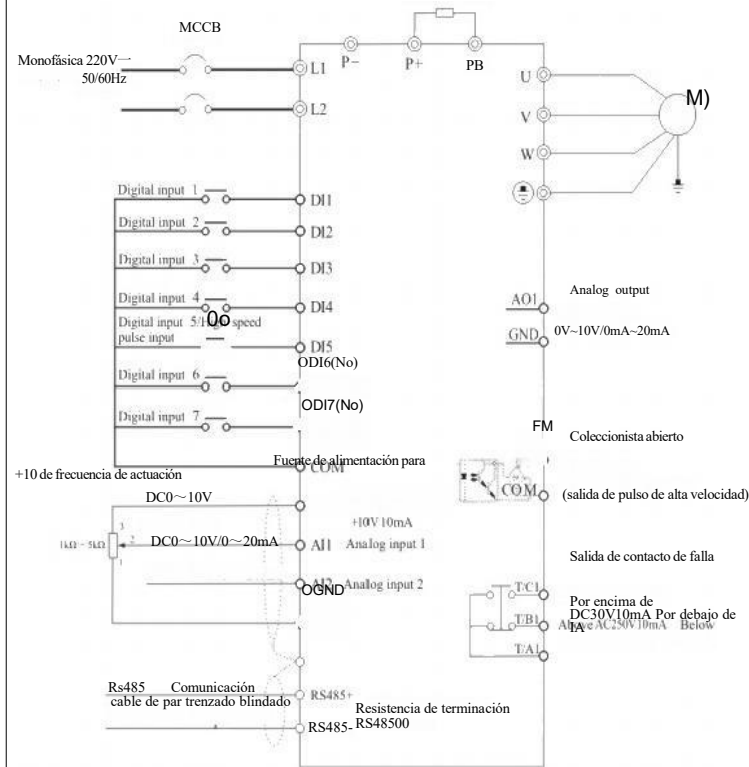 MCCB
Monofásica 220V
50/60Hz
L1
L2
P−
P+
PB
U
V
W
M)
Digital input 1
DI1
Digital input 2
DI2
Digital input 3
DI3
Digital input 4
DI4
0o
Digital input 5/High speed
pulse input
DI5
ODI6(No)
Digital input 6
ODI7(No)
Digital input 7
COM
Fuente de alimentación para
+10 de frecuencia de actuación
DC0～10V
+10V 10mA
1kΩ～5kΩ
3
2
1
DC0～10V/0～20mA
AI1
Analog input 1
AI2
Analog input 2
OGND
Rs485 Comunicación
cable de par trenzado blindado
RS485+
RS485-
Resistencia de terminación
RS48500
AO1
Analog output
GND
0V~10V/0mA~20mA
FM
Coleccionista abierto
COM
(salida de pulso de alta velocidad)
Salida de contacto de falla
T/C1
Por encima de
DC30V10mA Por debajo de
IA
T/B1
Above AC250V10mA Below
T/A1